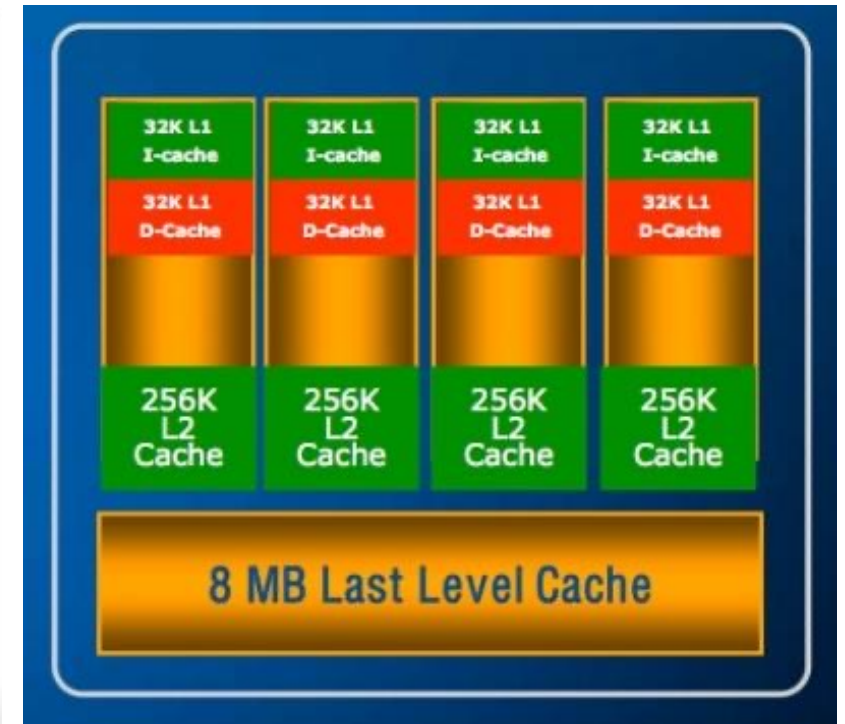 32K L1
I-cache
32K L1
D-Cache
256K
L2
Cache
32K L1
I-cache
32K L1
D-Cache
256K
L2
Cache
32K L1
I-cache
32K L1
D-Cache
256K
L2
Cache
32K L1
I-cache
32K L1
D-Cache
256K
L2
Cache
8 MB Last Level Cache